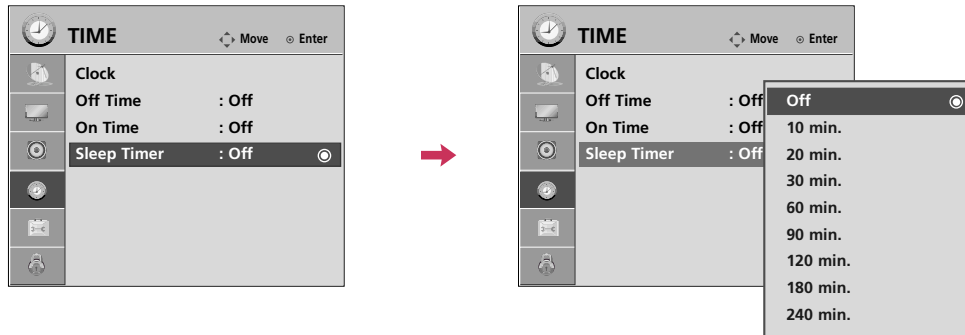 TIME
Move
Enter
Clock
Off Time : Off
On Time : Off
Sleep Timer : Off
TIME
Move
Enter
Clock
Off Time : Off
On Time : Off
Sleep Timer : Off
Off
10 min.
20 min.
30 min.
60 min.
90 min.
120 min.
180 min.
240 min.